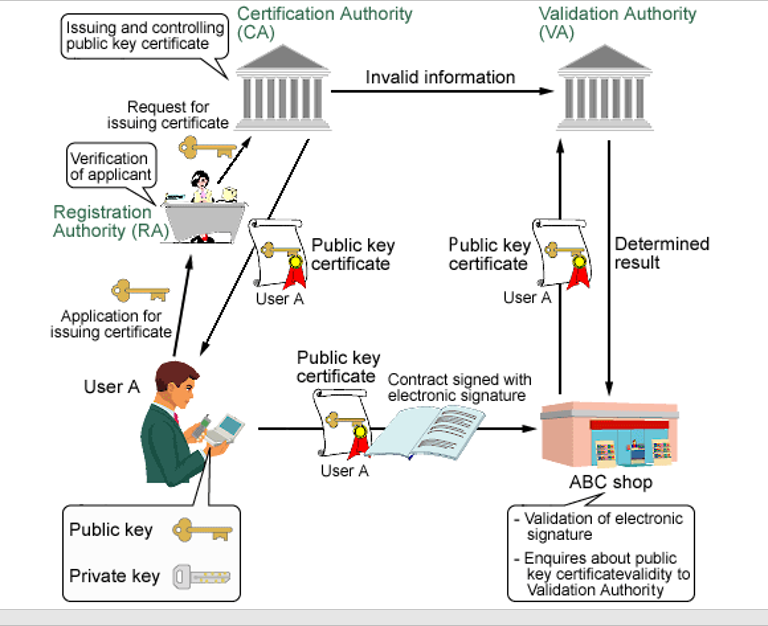 Issuing and controlling
public key certificate
Certification Authority
(CA)
Validation Authority
(VA)
Invalid information
Request for
issuing certificate
Verification
of applicant
Registration
Authority (RA)
Public key
certificate
User A
Public key
certificate
User A
Determined
result
Application for
issuing certificate
User A
Public key
certificate
User A
Contract signed with
electronic signature
ABC shop
Public key
Private key
- Validation of electronic
signature
- Enquires about public
key certificatevalidity to
Validation Authority